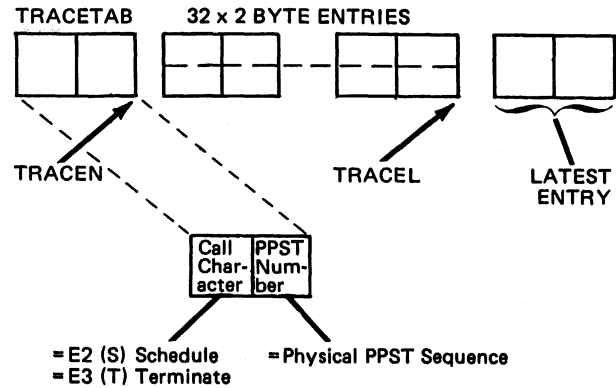 TRACETAB 32 x 2 BYTE ENTRIES
TRACEN
TRACEL
LATEST
ENTRY
Call
Char-
acter
PPST
Num-
ber
= E2 (S) Schedule
= E3 (T) Terminate
= Physical PPST Sequence